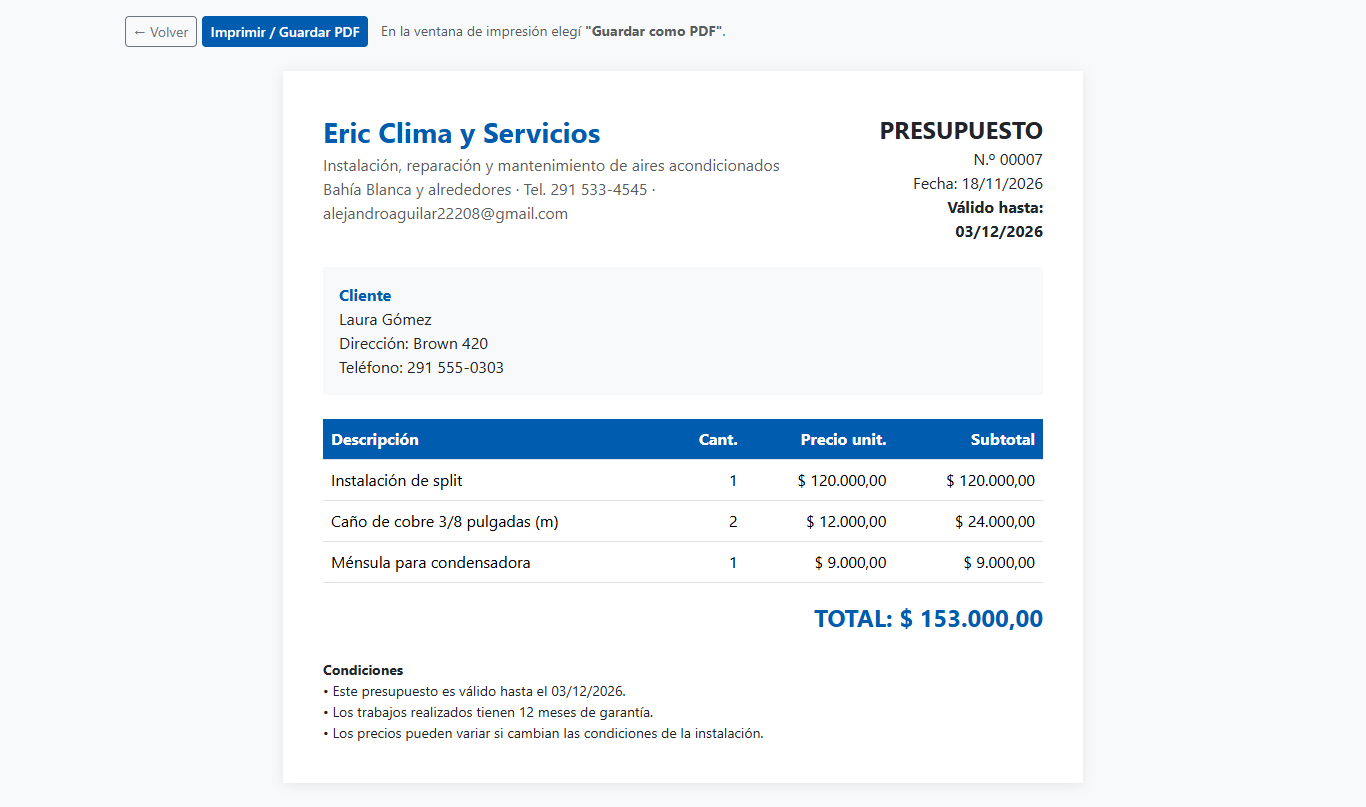 ← Volver
Imprimir / Guardar PDF
En la ventana de impresión elegí "Guardar como PDF".
Eric Clima y Servicios
Instalación, reparación y mantenimiento de aires acondicionados
Bahía Blanca y alrededores · Tel. 291 533-4545 ·
alejandroaguilar22208@gmail.com
PRESUPUESTO
N.º 00007
Fecha: 18/11/2026
Válido hasta:
03/12/2026
Cliente
Laura Gómez
Dirección: Brown 420
Teléfono: 291 555-0303
Descripción Cant. Precio unit. Subtotal
Instalación de split 1 $ 120.000,00 $ 120.000,00
Caño de cobre 3/8 pulgadas (m) 2 $ 12.000,00 $ 24.000,00
Ménsula para condensadora 1 $ 9.000,00 $ 9.000,00
TOTAL: $ 153.000,00
Condiciones
• Este presupuesto es válido hasta el 03/12/2026.
• Los trabajos realizados tienen 12 meses de garantía.
• Los precios pueden variar si cambian las condiciones de la instalación.